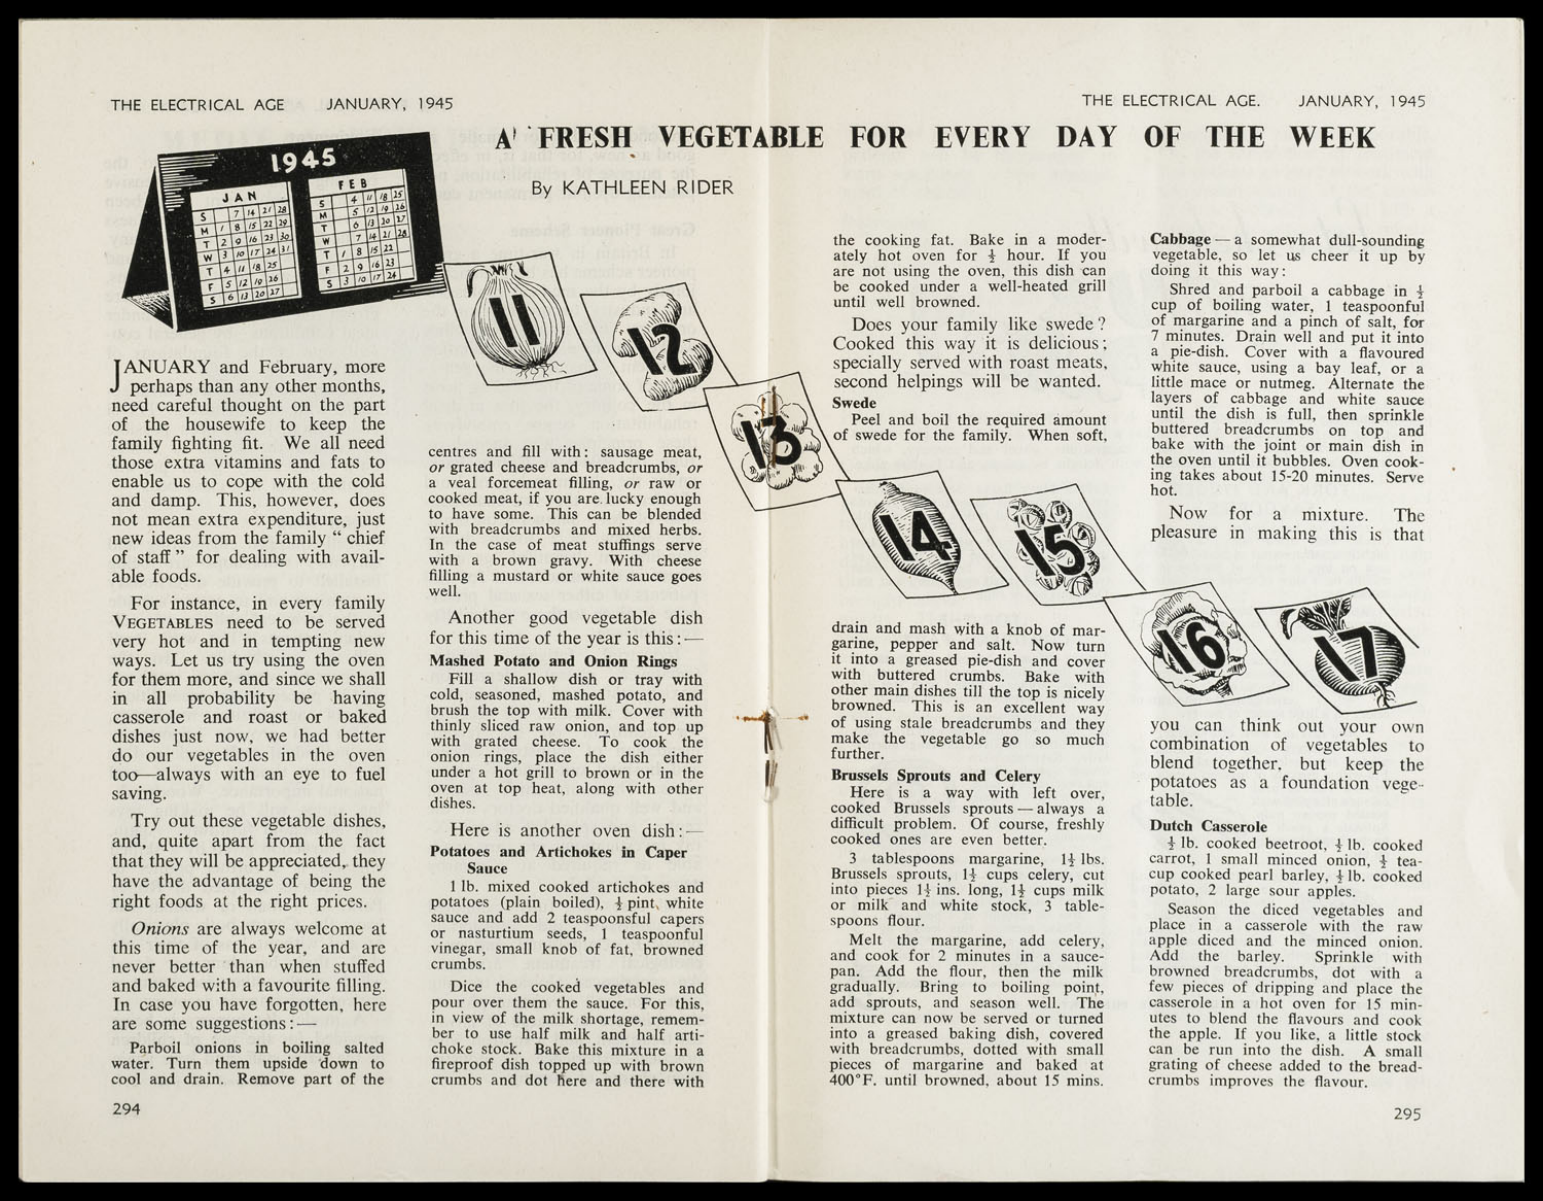 THE ELECTRICAL AGE JANUARY, 1945
THE ELECTRICAL AGE. JANUARY, 1945
A FRESH VEGETABLE FOR EVERY DAY OF THE WEEK
By KATHLEEN RIDER
1945
JAN
S 7 14 21 28
M 1 8 15 22 29
T 2 9 16 23 30
W 3 10 17 24 31
T 4 11 18 25
F 5 12 19 26
S 6 13 20 27
FEB
S 4 11 18 25
M 5 12 19 26
T 6 13 20 27
W 7 14 21 28
T 1 8 15 22
F 2 9 16 23
S 3 10 17 24
11
12
13
14
15
16
17
JANUARY and February, more
perhaps than any other months,
need careful thought on the part
of the housewife to keep the
family fighting fit. We all need
those extra vitamins and fats to
enable us to cope with the cold
and damp. This, however, does
not mean extra expenditure, just
new ideas from the family “ chief
of staff ” for dealing with avail-
able foods.
For instance, in every family
VEGETABLES need to be served
very hot and in tempting new
ways. Let us try using the oven
for them more, and since we shall
in all probability be having
casserole and roast or baked
dishes just now, we had better
do our vegetables in the oven
too—always with an eye to fuel
saving.
Try out these vegetable dishes,
and, quite apart from the fact
that they will be appreciated, they
have the advantage of being the
right foods at the right prices.
Onions are always welcome at
this time of the year, and are
never better than when stuffed
and baked with a favourite filling.
In case you have forgotten, here
are some suggestions:—
Parboil onions in boiling salted
water. Turn them upside down to
cool and drain. Remove part of the
294
centres and fill with: sausage meat,
or grated cheese and breadcrumbs, or
a veal forcemeat filling, or raw or
cooked meat, if you are lucky enough
to have some. This can be blended
with breadcrumbs and mixed herbs.
In the case of meat stuffings serve
with a brown gravy. With cheese
filling a mustard or white sauce goes
well.
Another good vegetable dish
for this time of the year is this:—
Mashed Potato and Onion Rings
Fill a shallow dish or tray with
cold, seasoned, mashed potato, and
brush the top with milk. Cover with
thinly sliced raw onion, and top up
with grated cheese. To cook the
onion rings, place the dish either
under a hot grill to brown or in the
oven at top heat, along with other
dishes.
Here is another oven dish:—
Potatoes and Artichokes in Caper
Sauce
1 lb. mixed cooked artichokes and
potatoes (plain boiled), ½ pint white
sauce and add 2 teaspoonsful capers
or nasturtium seeds, 1 teaspoonful
vinegar, small knob of fat, browned
crumbs.
Dice the cooked vegetables and
pour over them the sauce. For this,
in view of the milk shortage, remem-
ber to use half milk and half arti-
choke stock. Bake this mixture in a
fireproof dish topped up with brown
crumbs and dot here and there with
the cooking fat. Bake in a moder-
ately hot oven for ½ hour. If you
are not using the oven, this dish can
be cooked under a well-heated grill
until well browned.
Does your family like swede?
Cooked this way it is delicious;
specially served with roast meats,
second helpings will be wanted.
Swede
Peel and boil the required amount
of swede for the family. When soft,
drain and mash with a knob of mar-
garine, pepper and salt. Now turn
it into a greased pie-dish and cover
with buttered crumbs. Bake with
other main dishes till the top is nicely
browned. This is an excellent way
of using stale breadcrumbs and they
make the vegetable go so much
further.
Brussels Sprouts and Celery
Here is a way with left over,
cooked Brussels sprouts — always a
difficult problem. Of course, freshly
cooked ones are even better.
3 tablespoons margarine, 1½ lbs.
Brussels sprouts, 1½ cups celery, cut
into pieces 1½ ins. long, 1½ cups milk
or milk and white stock, 3 table-
spoons flour.
Melt the margarine, add celery,
and cook for 2 minutes in a sauce-
pan. Add the flour, then the milk
gradually. Bring to boiling point,
add sprouts, and season well. The
mixture can now be served or turned
into a greased baking dish, covered
with breadcrumbs, dotted with small
pieces of margarine and baked at
400°F. until browned, about 15 mins.
Cabbage — a somewhat dull-sounding
vegetable, so let us cheer it up by
doing it this way:
Shred and parboil a cabbage in ½
cup of boiling water, 1 teaspoonful
of margarine and a pinch of salt, for
7 minutes. Drain well and put it into
a pie-dish. Cover with a flavoured
white sauce, using a bay leaf, or a
little mace or nutmeg. Alternate the
layers of cabbage and white sauce
until the dish is full, then sprinkle
buttered breadcrumbs on top and
bake with the joint or main dish in
the oven until it bubbles. Oven cook-
ing takes about 15-20 minutes. Serve
hot.
Now for a mixture. The
pleasure in making this is that
you can think out your own
combination of vegetables to
blend together, but keep the
potatoes as a foundation vege-
table.
Dutch Casserole
½ lb. cooked beetroot, ½ lb. cooked
carrot, 1 small minced onion, ½ tea-
cup cooked pearl barley, ½ lb. cooked
potato, 2 large sour apples.
Season the diced vegetables and
place in a casserole with the raw
apple diced and the minced onion.
Add the barley. Sprinkle with
browned breadcrumbs, dot with a
few pieces of dripping and place the
casserole in a hot oven for 15 min-
utes to blend the flavours and cook
the apple. If you like, a little stock
can be run into the dish. A small
grating of cheese added to the bread-
crumbs improves the flavour.
295